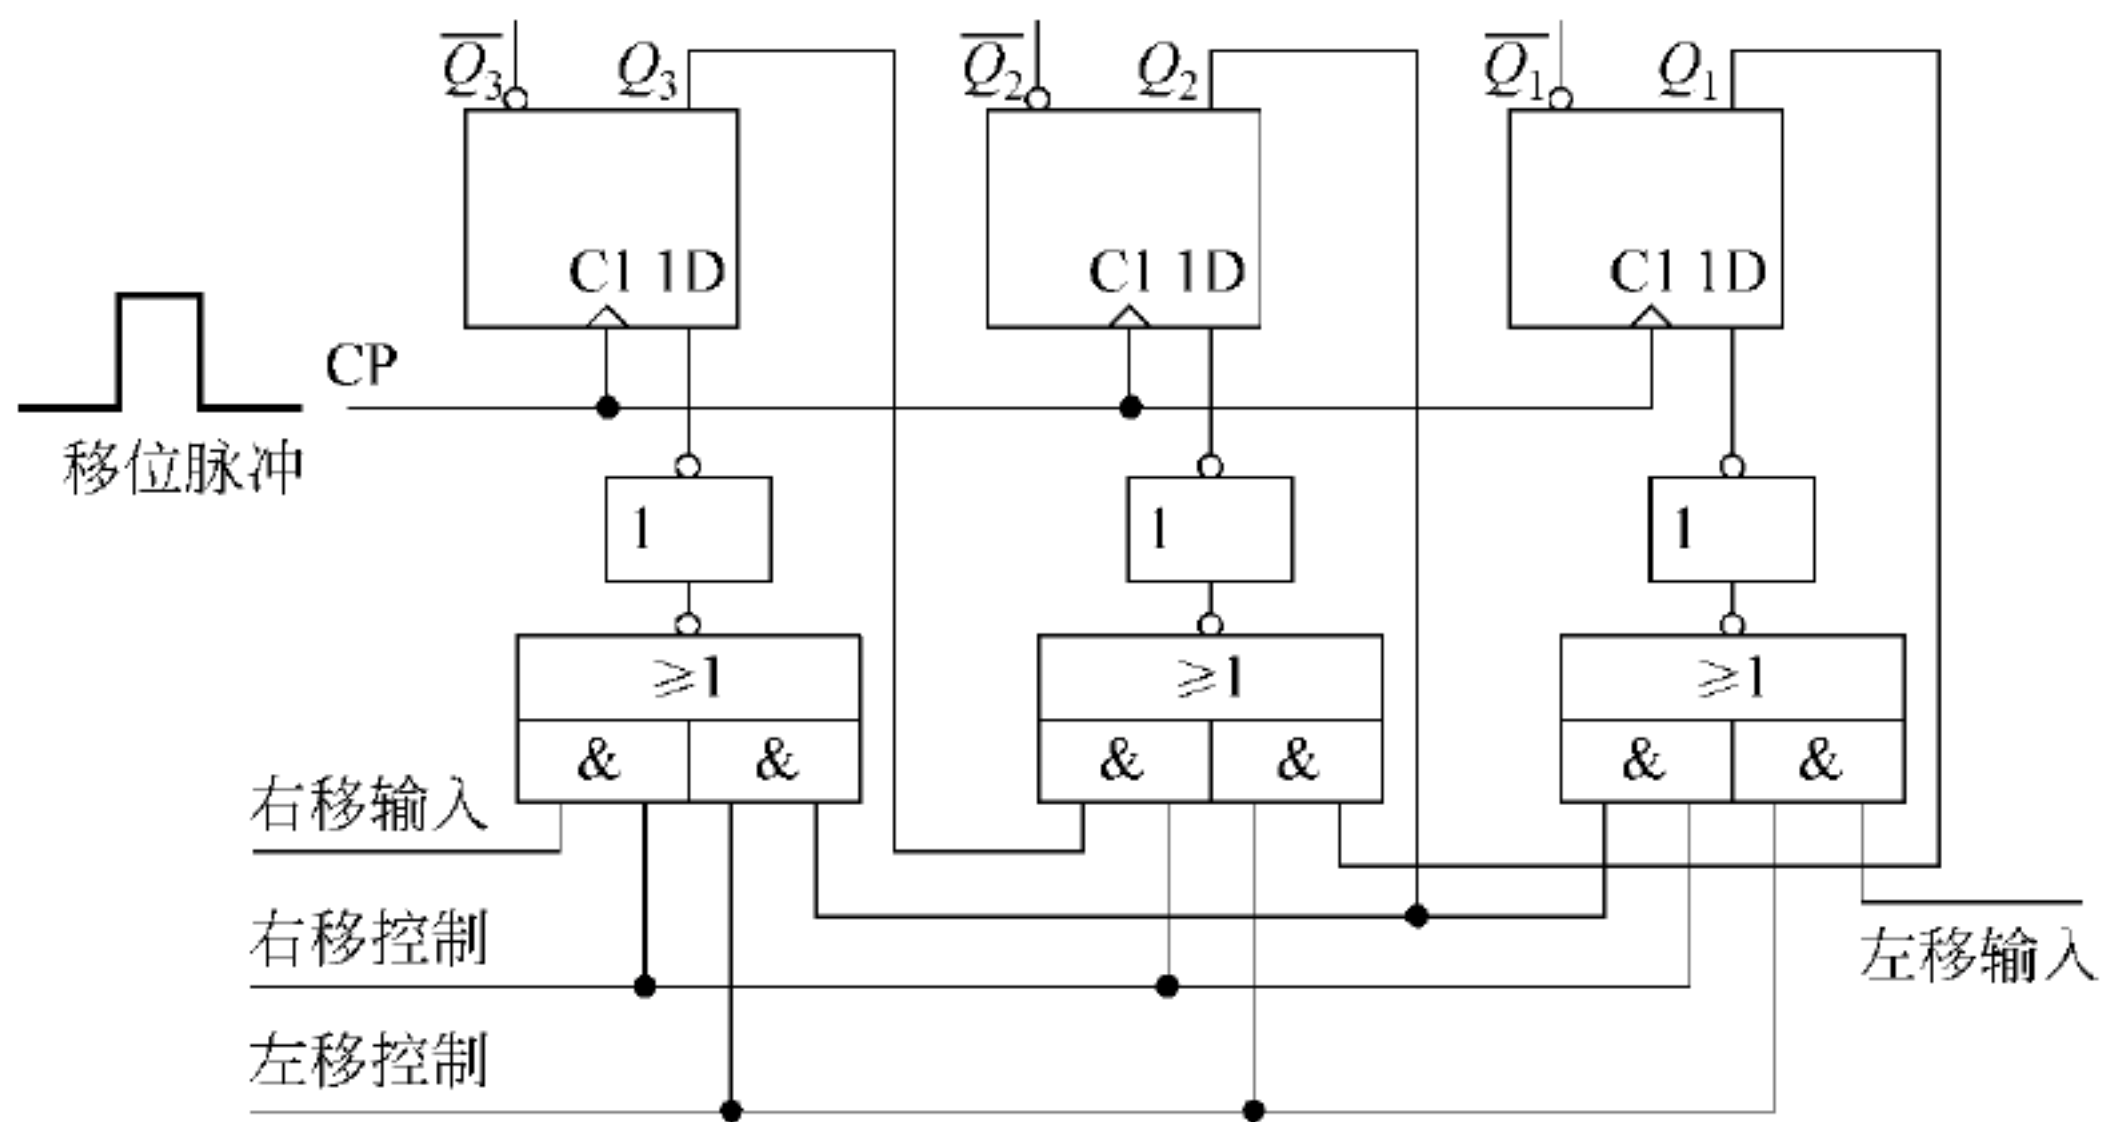 Q̅₃ Q₃ Q̅₂ Q₂ Q̅₁ Q₁
C1 1D C1 1D C1 1D
CP
移位脉冲
1 1 1
≥1 ≥1 ≥1
& & & & & &
右移输入
右移控制
左移输入
左移控制